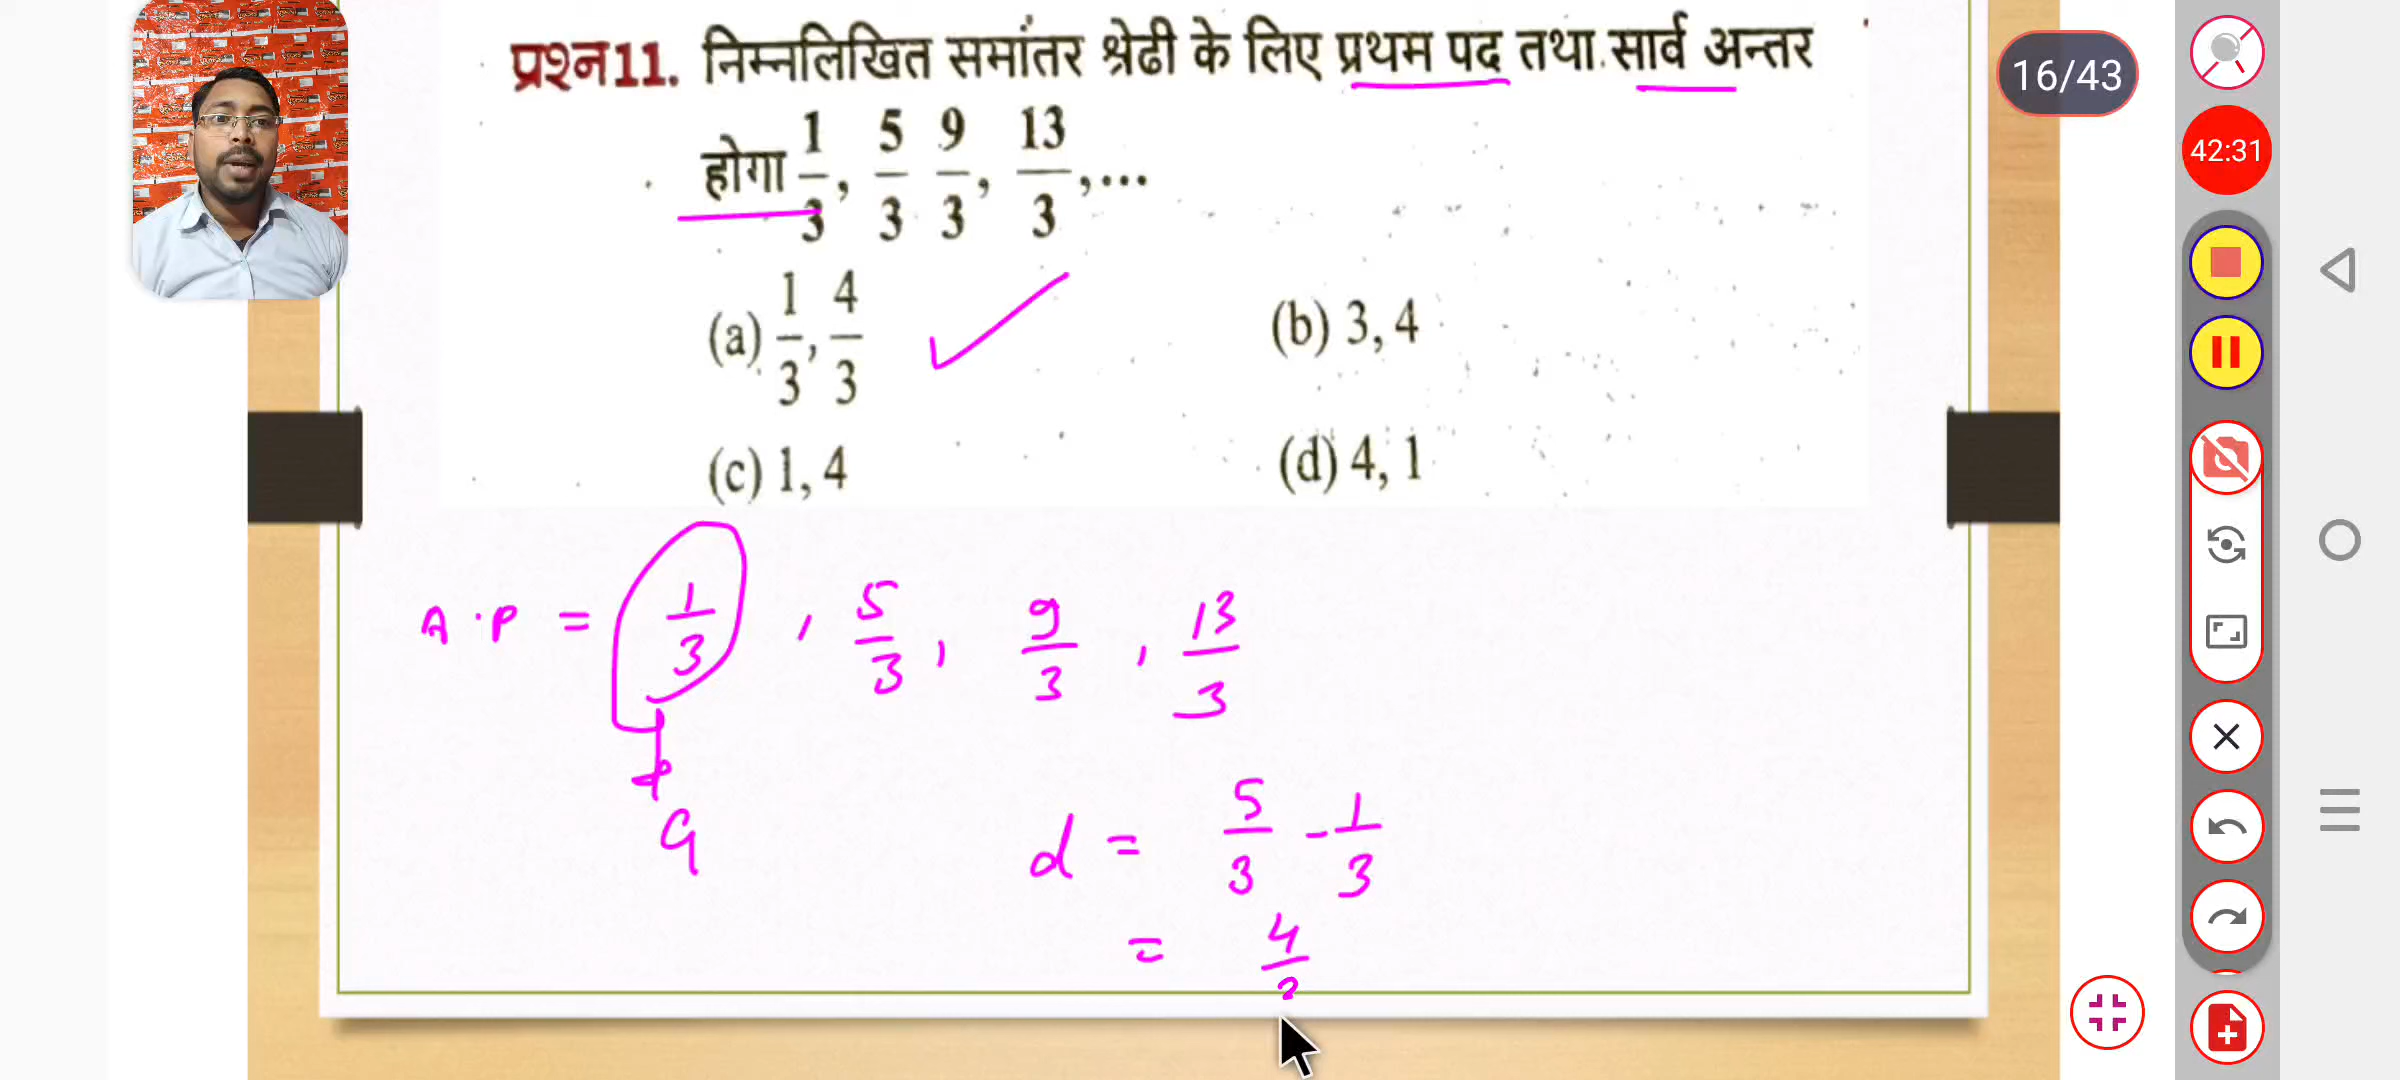 प्रश्न11. निम्नलिखित समांतर श्रेढी के लिए प्रथम पद तथा सार्व अन्तर
होगा 1/3, 5/3 9/3, 13/3,...
(a) 1/3, 4/3 ✓ (b) 3, 4
(c) 1, 4 (d) 4, 1
A.P = 1/3, 5/3, 9/3, 13/3
a
d = 5/3 - 1/3
= 4/
16/43
42:31